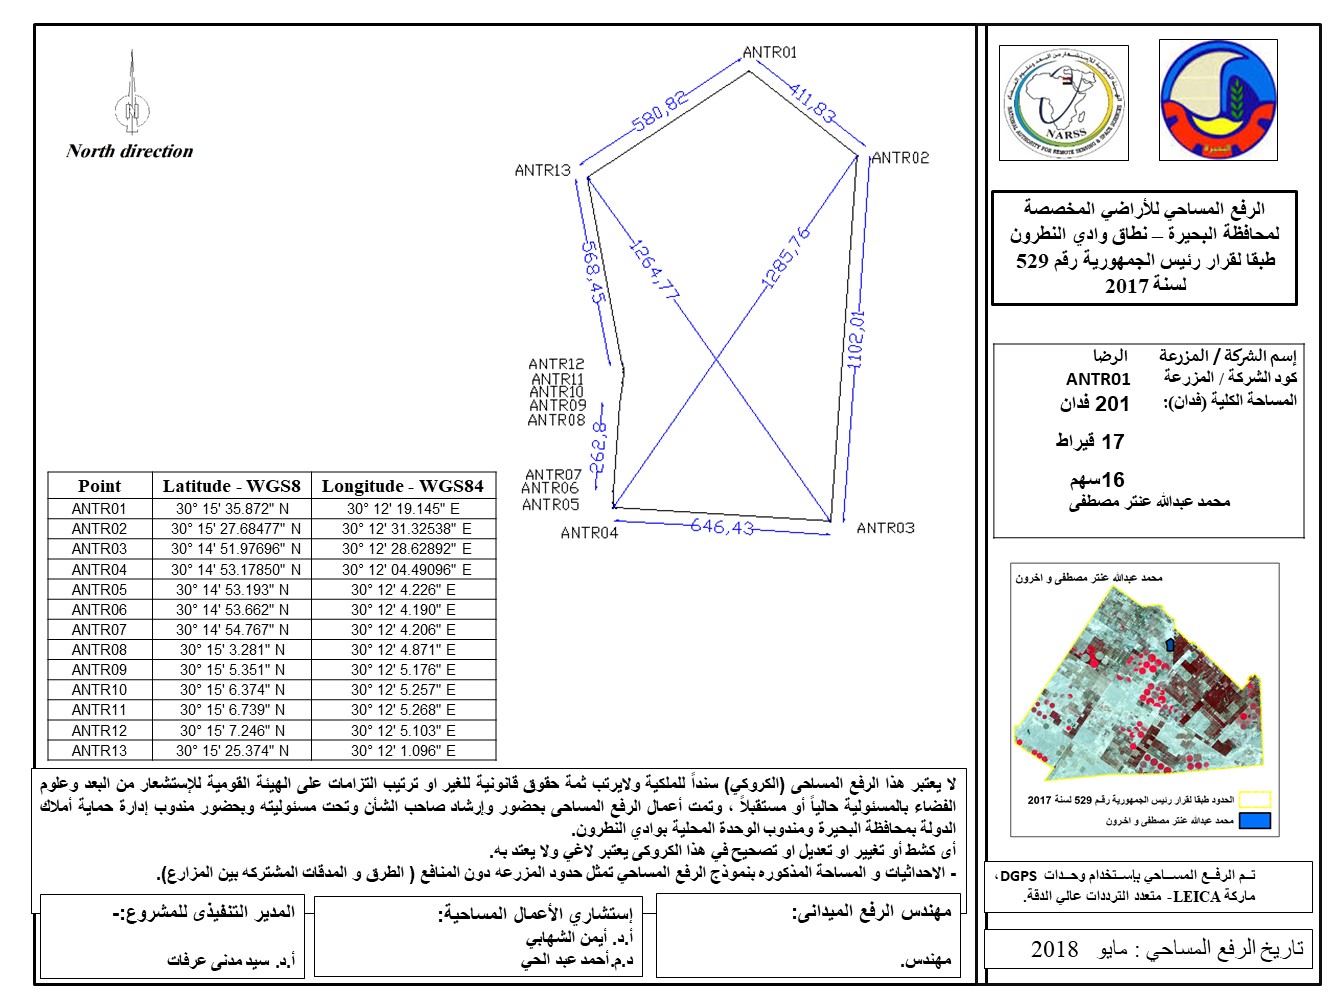 North direction
ANTR01
411,83
580,82
ANTR02
ANTR13
1264,77
1285,76
568,45
1102,01
ANTR12
ANTR11
ANTR10
ANTR09
ANTR08
262,8
ANTR07
ANTR06
ANTR05
ANTR04
646,43
ANTR03
Point Latitude - WGS8 Longitude - WGS84
ANTR01 30° 15' 35.872" N 30° 12' 19.145" E
ANTR02 30° 15' 27.68477" N 30° 12' 31.32538" E
ANTR03 30° 14' 51.97696" N 30° 12' 28.62892" E
ANTR04 30° 14' 53.17850" N 30° 12' 04.49096" E
ANTR05 30° 14' 53.193" N 30° 12' 4.226" E
ANTR06 30° 14' 53.662" N 30° 12' 4.190" E
ANTR07 30° 14' 54.767" N 30° 12' 4.206" E
ANTR08 30° 15' 3.281" N 30° 12' 4.871" E
ANTR09 30° 15' 5.351" N 30° 12' 5.176" E
ANTR10 30° 15' 6.374" N 30° 12' 5.257" E
ANTR11 30° 15' 6.739" N 30° 12' 5.268" E
ANTR12 30° 15' 7.246" N 30° 12' 5.103" E
ANTR13 30° 15' 25.374" N 30° 12' 1.096" E
NARSS
NATIONAL AUTHORITY FOR REMOTE SENSING & SPACE SCIENCES
البحيرة
الرفع المساحي للأراضي المخصصة
لمحافظة البحيرة – نطاق وادي النطرون
طبقا لقرار رئيس الجمهورية رقم 529
لسنة 2017
إسم الشركة / المزرعة الرضا
كود الشركة / المزرعة ANTR01
المساحة الكلية (فدان): 201 فدان
17 قيراط
16سهم
محمد عبدالله عنتر مصطفى
محمد عبدالله عنتر مصطفى و اخرون
الحدود طبقا لقرار رئيس الجمهورية رقم 529 لسنة 2017
محمد عبدالله عنتر مصطفى و اخرون
تـم الرفـع المسـاحي بإسـتخدام وحـدات DGPS،
ماركة LEICA- متعدد الترددات عالي الدقة.
تاريخ الرفع المساحي : مايو 2018
لا يعتبر هذا الرفع المساحى (الكروكي) سنداً للملكية ولايرتب ثمة حقوق قانونية للغير او ترتيب التزامات على الهيئة القومية للإستشعار من البعد وعلوم
الفضاء بالمسئولية حالياً أو مستقبلاً ، وتمت أعمال الرفع المساحى بحضور وإرشاد صاحب الشأن وتحت مسئوليته وبحضور مندوب إدارة حماية أملاك
الدولة بمحافظة البحيرة ومندوب الوحدة المحلية بوادي النطرون.
أى كشط أو تغيير او تعديل او تصحيح في هذا الكروكى يعتبر لاغي ولا يعتد به.
- الاحداثيات و المساحة المذكوره بنموذج الرفع المساحي تمثل حدود المزرعه دون المنافع ( الطرق و المدقات المشتركه بين المزارع).
مهندس الرفع الميدانى:
مهندس.
إستشاري الأعمال المساحية:
أ.د. أيمن الشهابي
د.م.أحمد عبد الحي
المدير التنفيذى للمشروع:-
أ.د. سيد مدنى عرفات